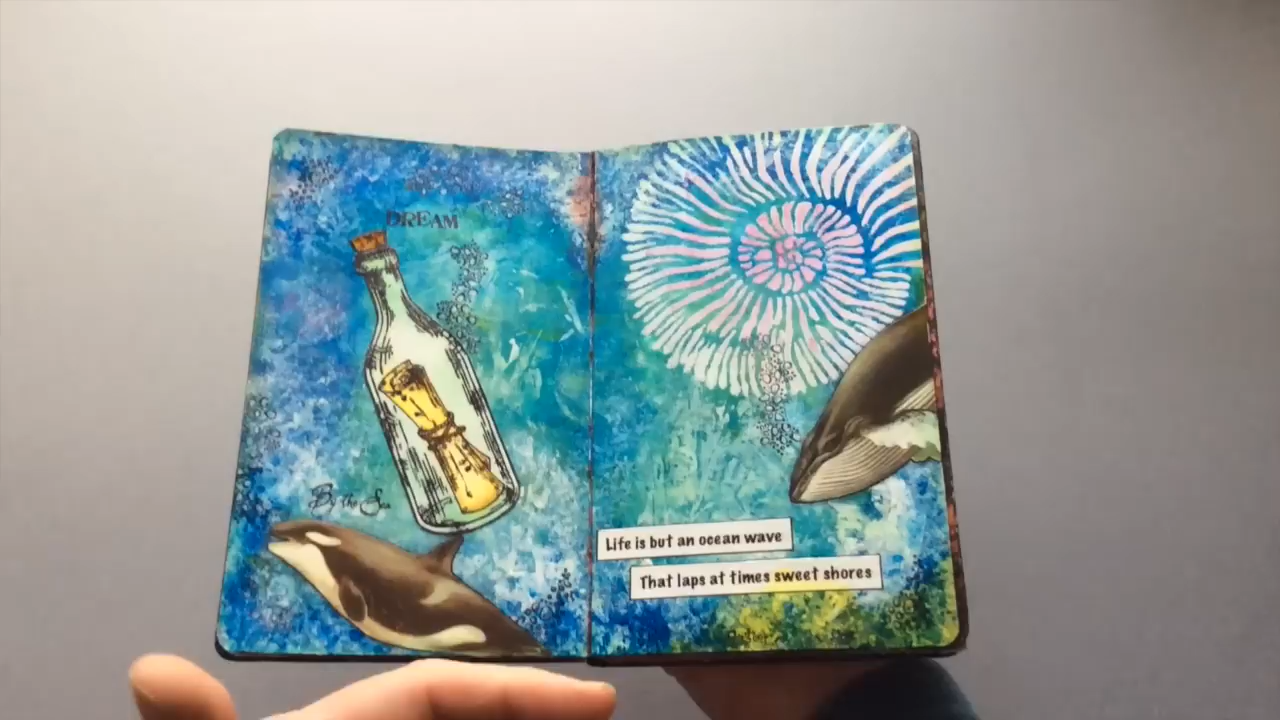 DREAM
By the Sea
Life is but an ocean wave
That laps at times sweet shores